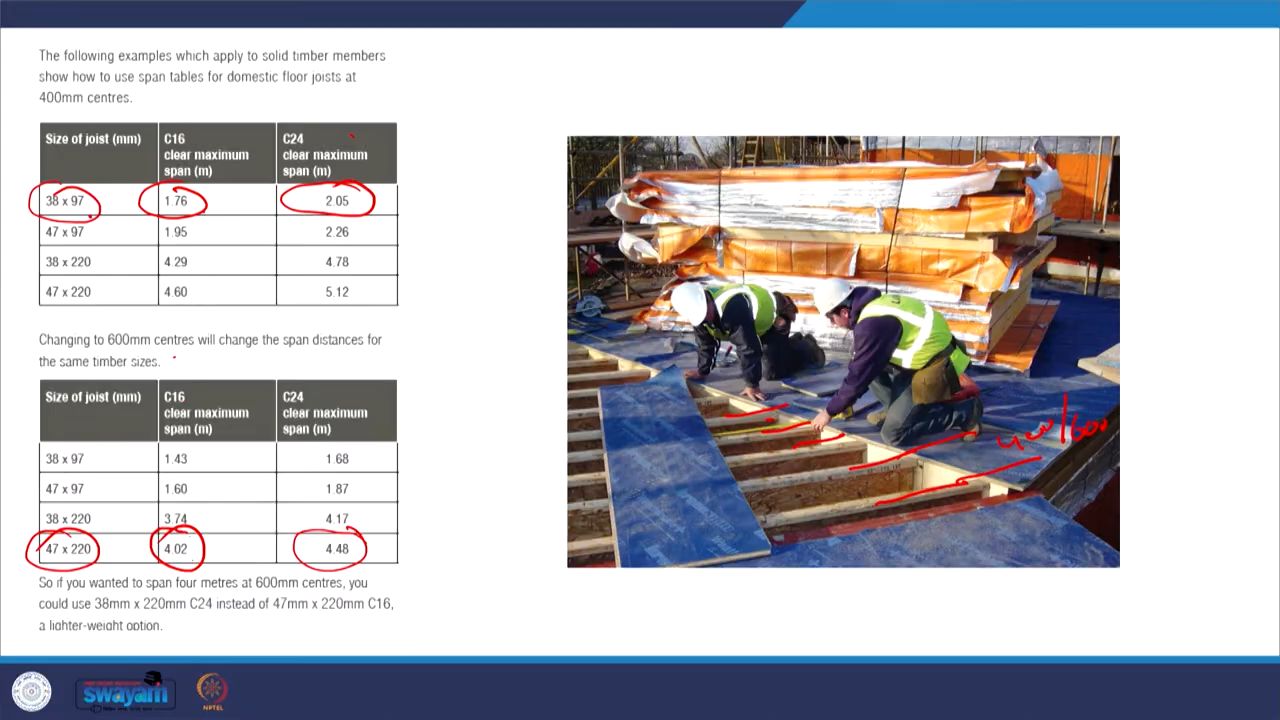 The following examples which apply to solid timber members
show how to use span tables for domestic floor joists at
400mm centres.
Size of joist (mm) C16 clear maximum span (m) C24 clear maximum span (m)
38 x 97 1.76 2.05
47 x 97 1.95 2.26
38 x 220 4.29 4.78
47 x 220 4.60 5.12
Changing to 600mm centres will change the span distances for
the same timber sizes.
Size of joist (mm) C16 clear maximum span (m) C24 clear maximum span (m)
38 x 97 1.43 1.68
47 x 97 1.60 1.87
38 x 220 3.74 4.17
47 x 220 4.02 4.48
So if you wanted to span four metres at 600mm centres, you
could use 38mm x 220mm C24 instead of 47mm x 220mm C16,
a lighter-weight option.
400/600
swayam
NPTEL